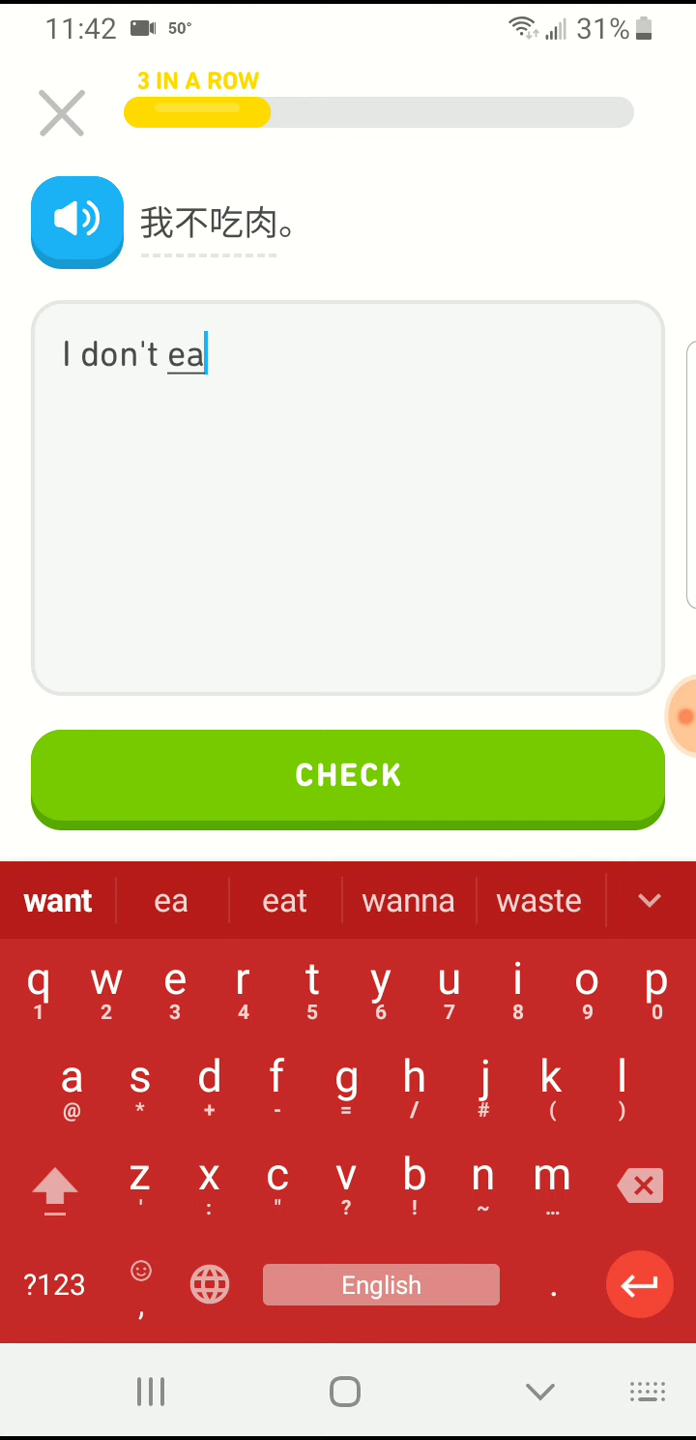 11:42 50° 31%
3 IN A ROW
我不吃肉。
I don't ea
CHECK
want ea eat wanna waste
q w e r t y u i o p
1 2 3 4 5 6 7 8 9 0
a s d f g h j k l
@ * + - = / # ( )
z x c v b n m
' : " ? ! ~ …
?123 , English .